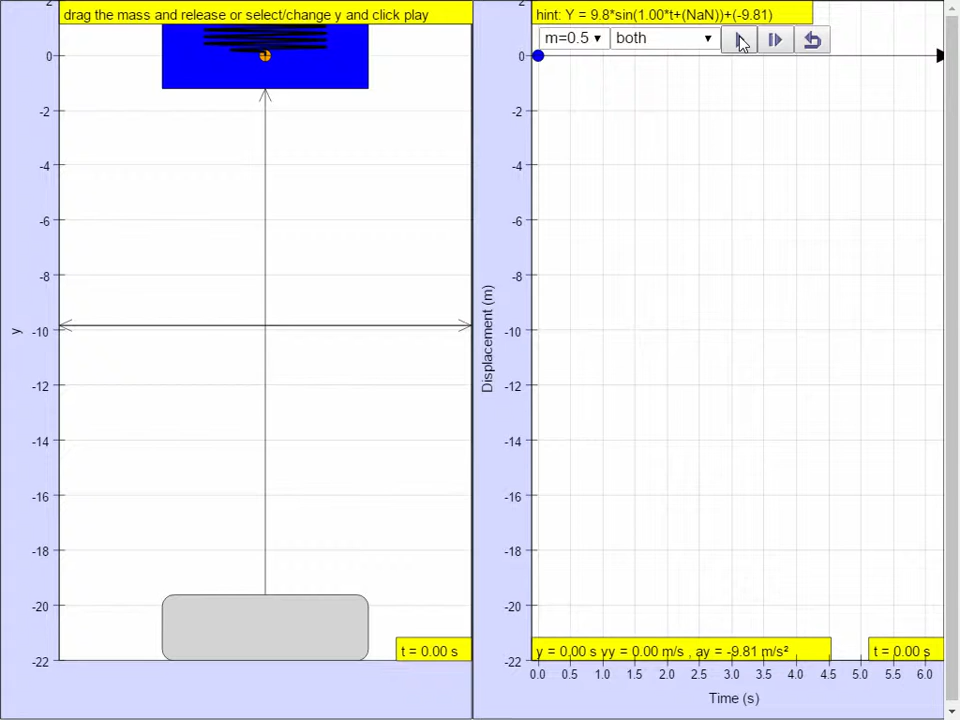 drag the mass and release or select/change y and click play
2
0
-2
-4
-6
-8
-10
-12
-14
-16
-18
-20
-22
y
t = 0.00 s
hint: Y = 9.8*sin(1.00*t+(NaN))+(-9.81)
m=0.5
both
2
0
-2
-4
-6
-8
-10
-12
-14
-16
-18
-20
-22
Displacement (m)
y = 0.00 s vy = 0.00 m/s , ay = -9.81 m/s²
t = 0.00 s
0.0 0.5 1.0 1.5 2.0 2.5 3.0 3.5 4.0 4.5 5.0 5.5 6.0
Time (s)